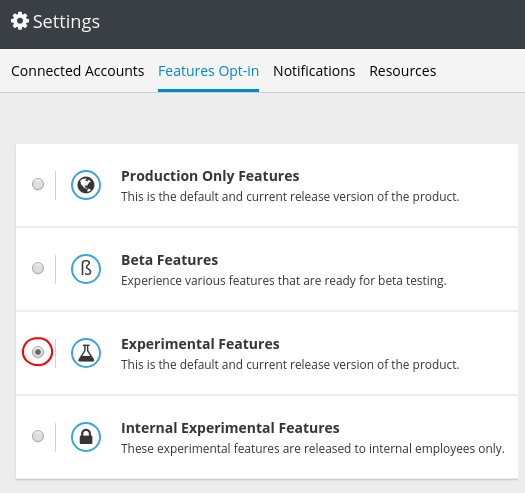 Settings
Connected Accounts Features Opt-in Notifications Resources
Production Only Features
This is the default and current release version of the product.
ß
Beta Features
Experience various features that are ready for beta testing.
Experimental Features
This is the default and current release version of the product.
Internal Experimental Features
These experimental features are released to internal employees only.